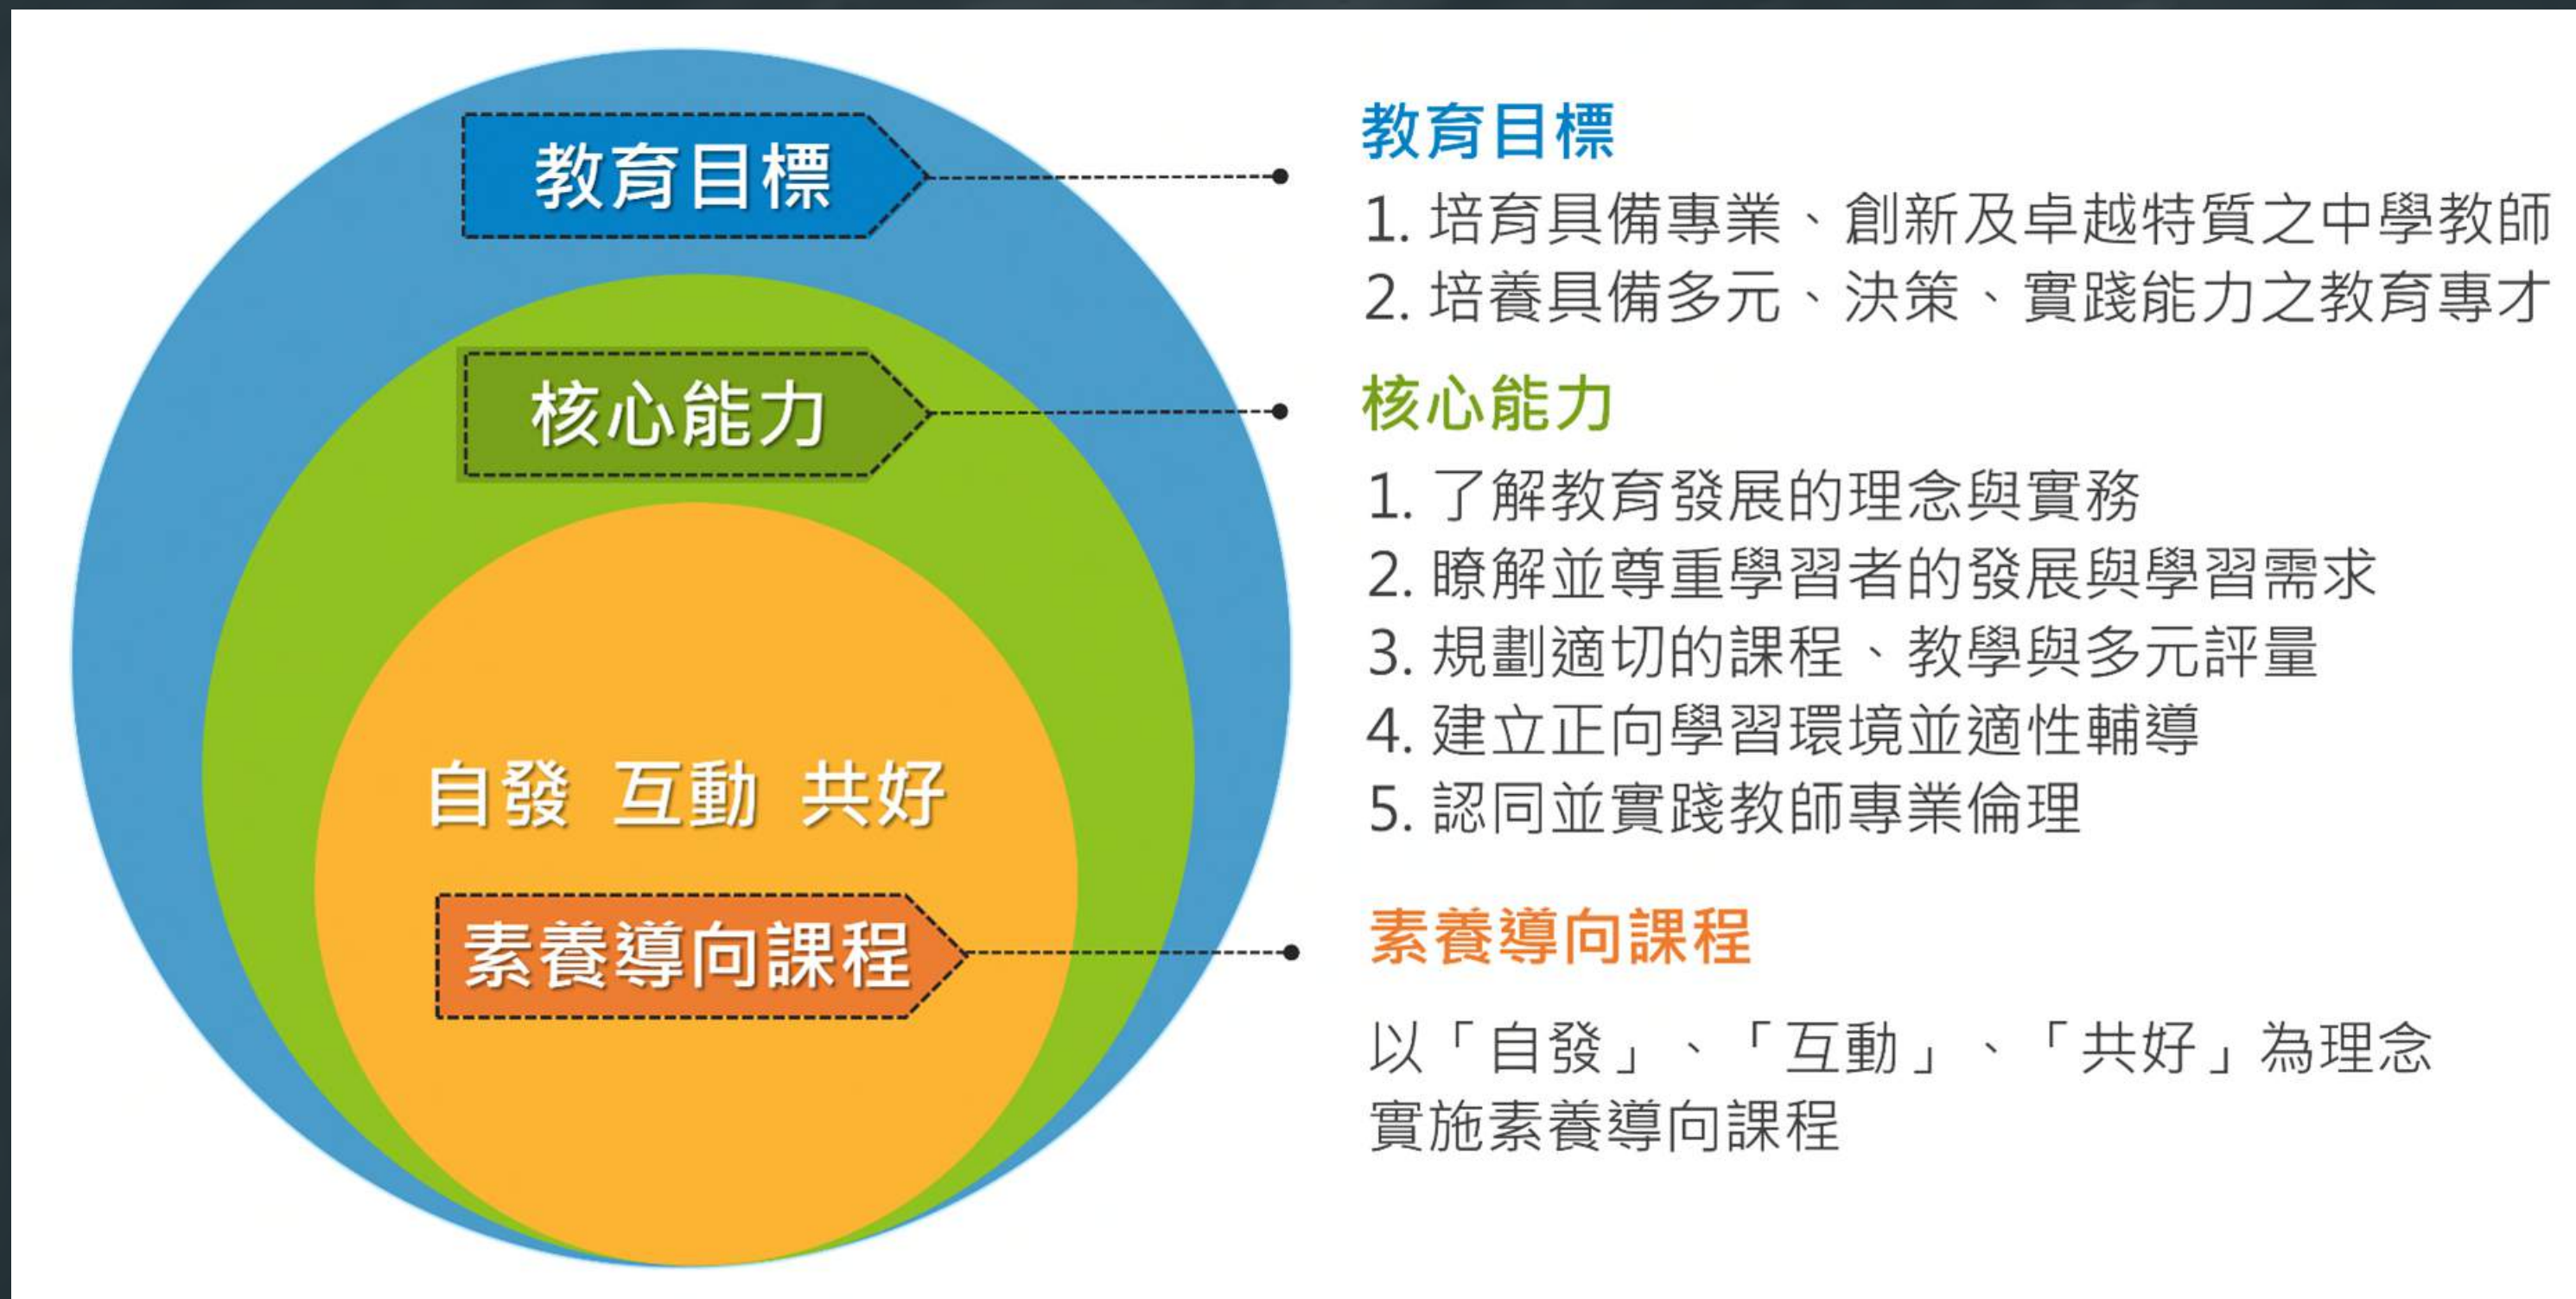 教育目標
核心能力
自發 互動 共好
素養導向課程
教育目標
1. 培育具備專業、創新及卓越特質之中學教師
2. 培養具備多元、決策、實踐能力之教育專才
核心能力
1. 了解教育發展的理念與實務
2. 瞭解並尊重學習者的發展與學習需求
3. 規劃適切的課程、教學與多元評量
4. 建立正向學習環境並適性輔導
5. 認同並實踐教師專業倫理
素養導向課程
以「自發」、「互動」、「共好」為理念
實施素養導向課程